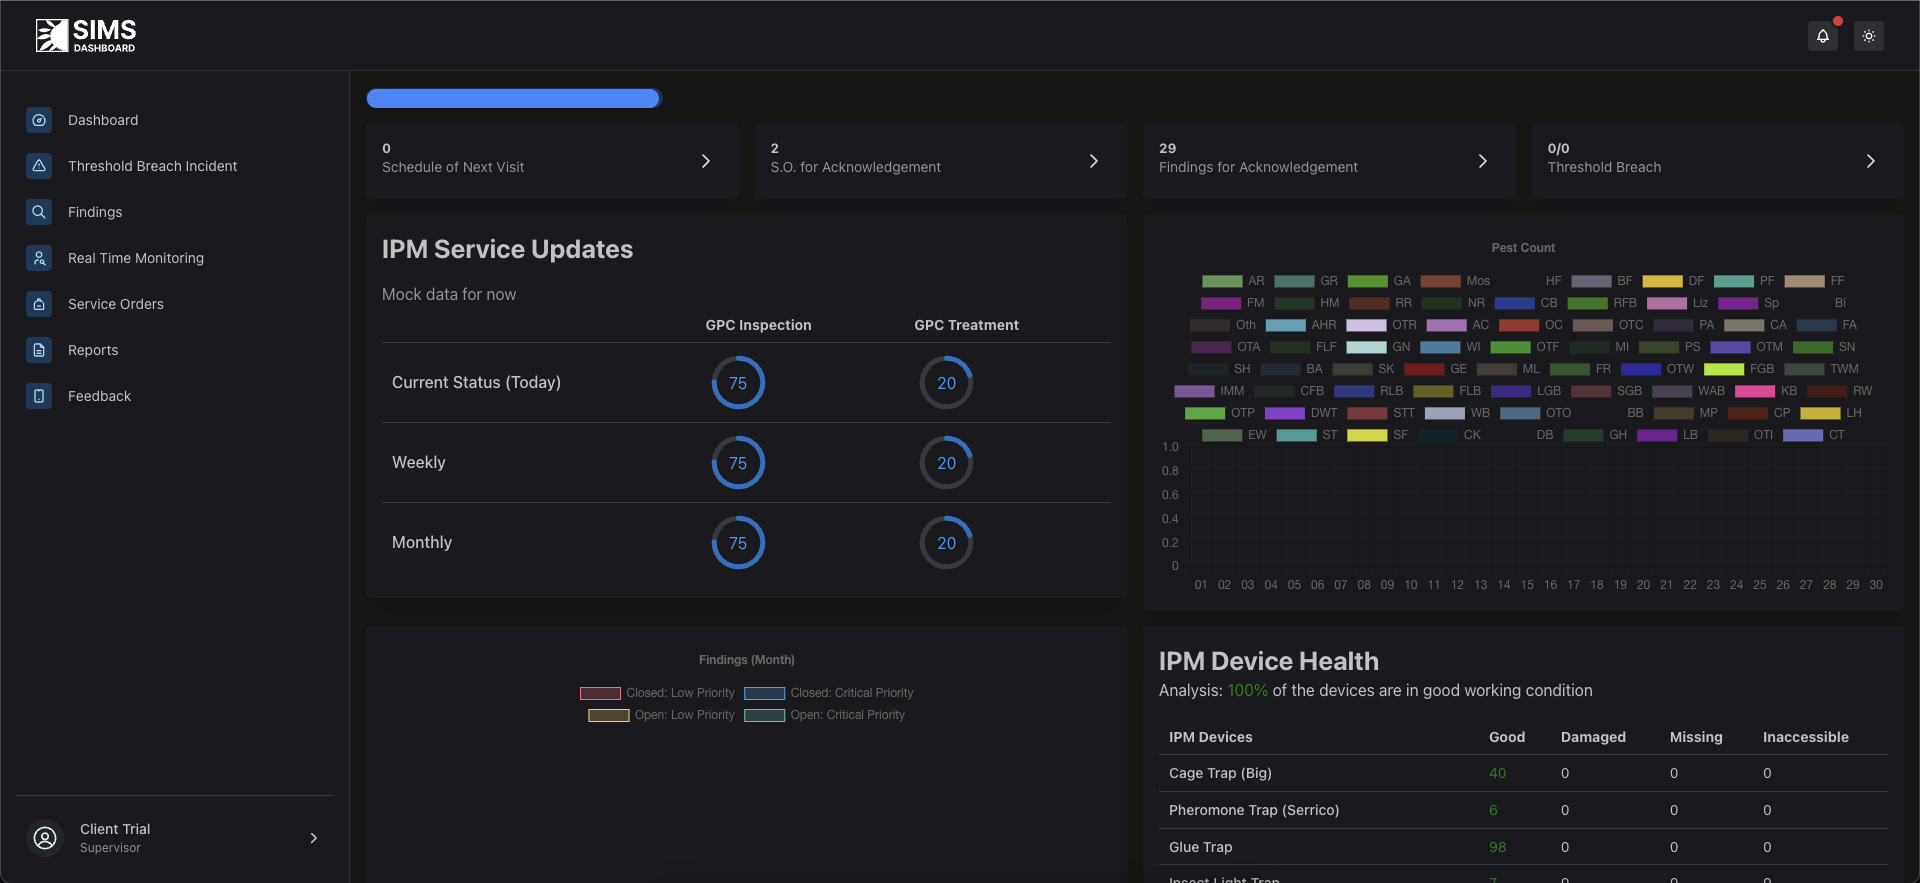 SIMS
DASHBOARD
Dashboard
Threshold Breach Incident
Findings
Real Time Monitoring
Service Orders
Reports
Feedback
Client Trial
Supervisor
0
Schedule of Next Visit
2
S.O. for Acknowledgement
29
Findings for Acknowledgement
0/0
Threshold Breach
IPM Service Updates
Mock data for now
GPC Inspection GPC Treatment
Current Status (Today) 75 20
Weekly 75 20
Monthly 75 20
Pest Count
AR GR GA Mos HF BF DF PF FF
FM HM RR NR CB RFB Liz Sp Bi
Oth AHR OTR AC OC OTC PA CA FA
OTA FLF GN WI OTF MI PS OTM SN
SH BA SK GE ML FR OTW FGB TWM
IMM CFB RLB FLB LGB SGB WAB KB RW
OTP DWT STT WB OTO BB MP CP LH
EW ST SF CK DB GH LB OTI CT
1.0
0.8
0.6
0.4
0.2
0
01 02 03 04 05 06 07 08 09 10 11 12 13 14 15 16 17 18 19 20 21 22 23 24 25 26 27 28 29 30
Findings (Month)
Closed: Low Priority Closed: Critical Priority
Open: Low Priority Open: Critical Priority
IPM Device Health
Analysis: 100% of the devices are in good working condition
IPM Devices Good Damaged Missing Inaccessible
Cage Trap (Big) 40 0 0 0
Pheromone Trap (Serrico) 6 0 0 0
Glue Trap 98 0 0 0
Insect Light Trap 7 0 0 0